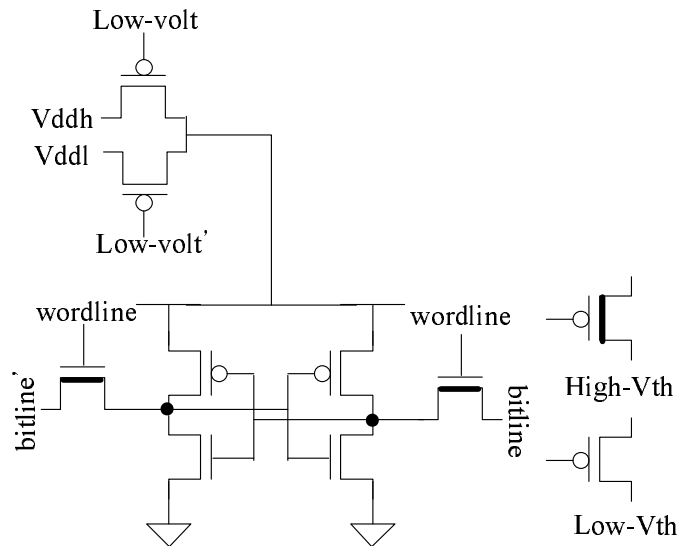 Low-volt
Vddh
Vddl
Low-volt'
wordline
wordline
bitline'
bitline
High-Vth
Low-Vth